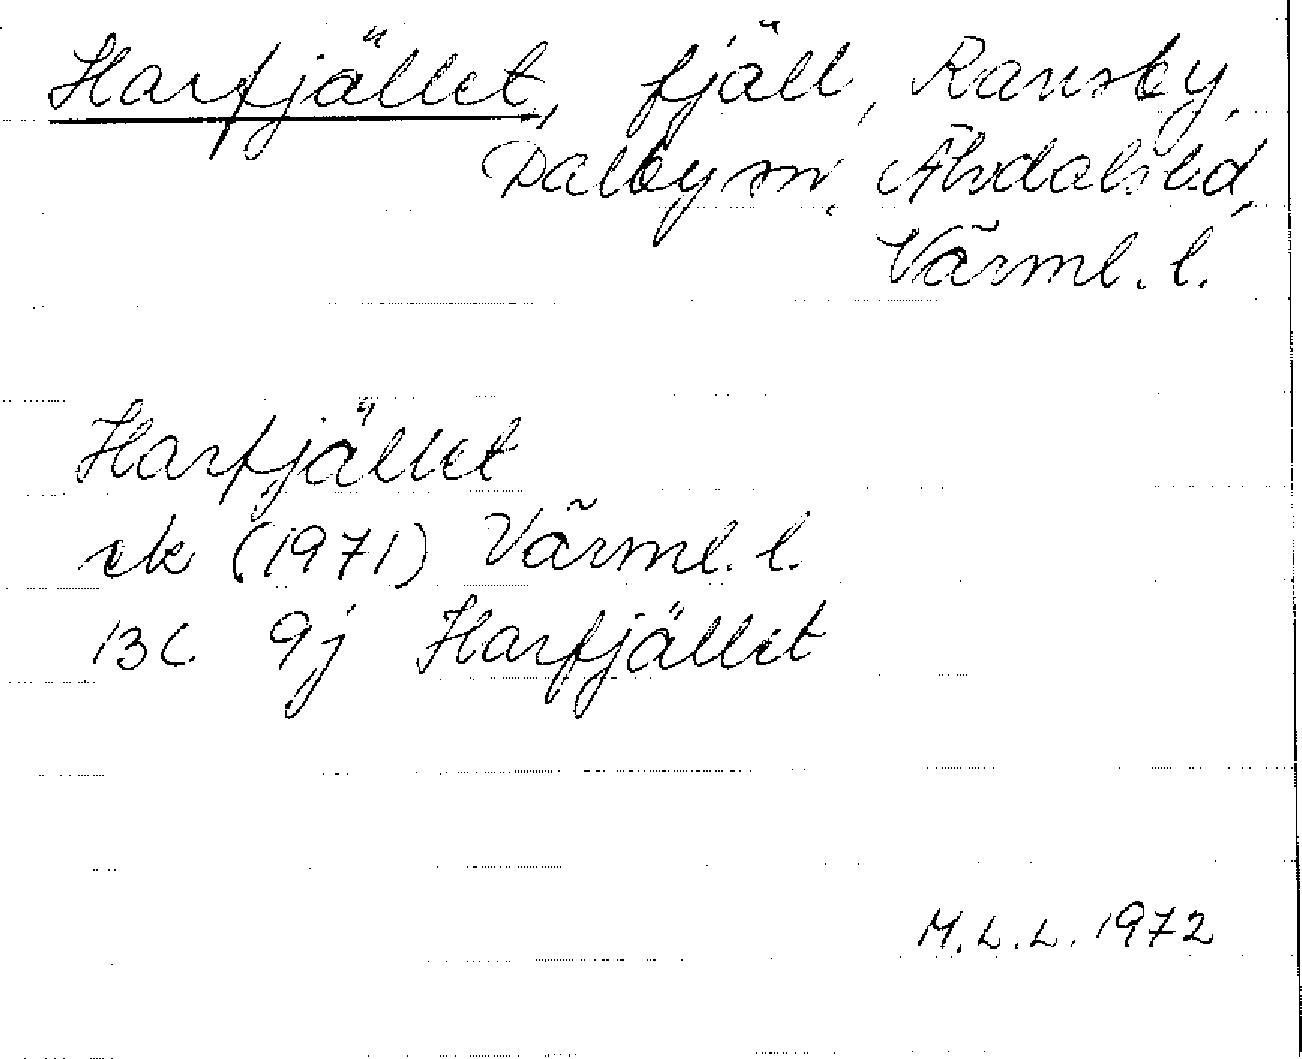 Harfjället, fjäll, Ransby,
Dalby sn, Älvdals hd,
Värml. l.
Harfjället
ek (1971) Värml. l.
13C 9j Harfjället
M.L.L. 1972